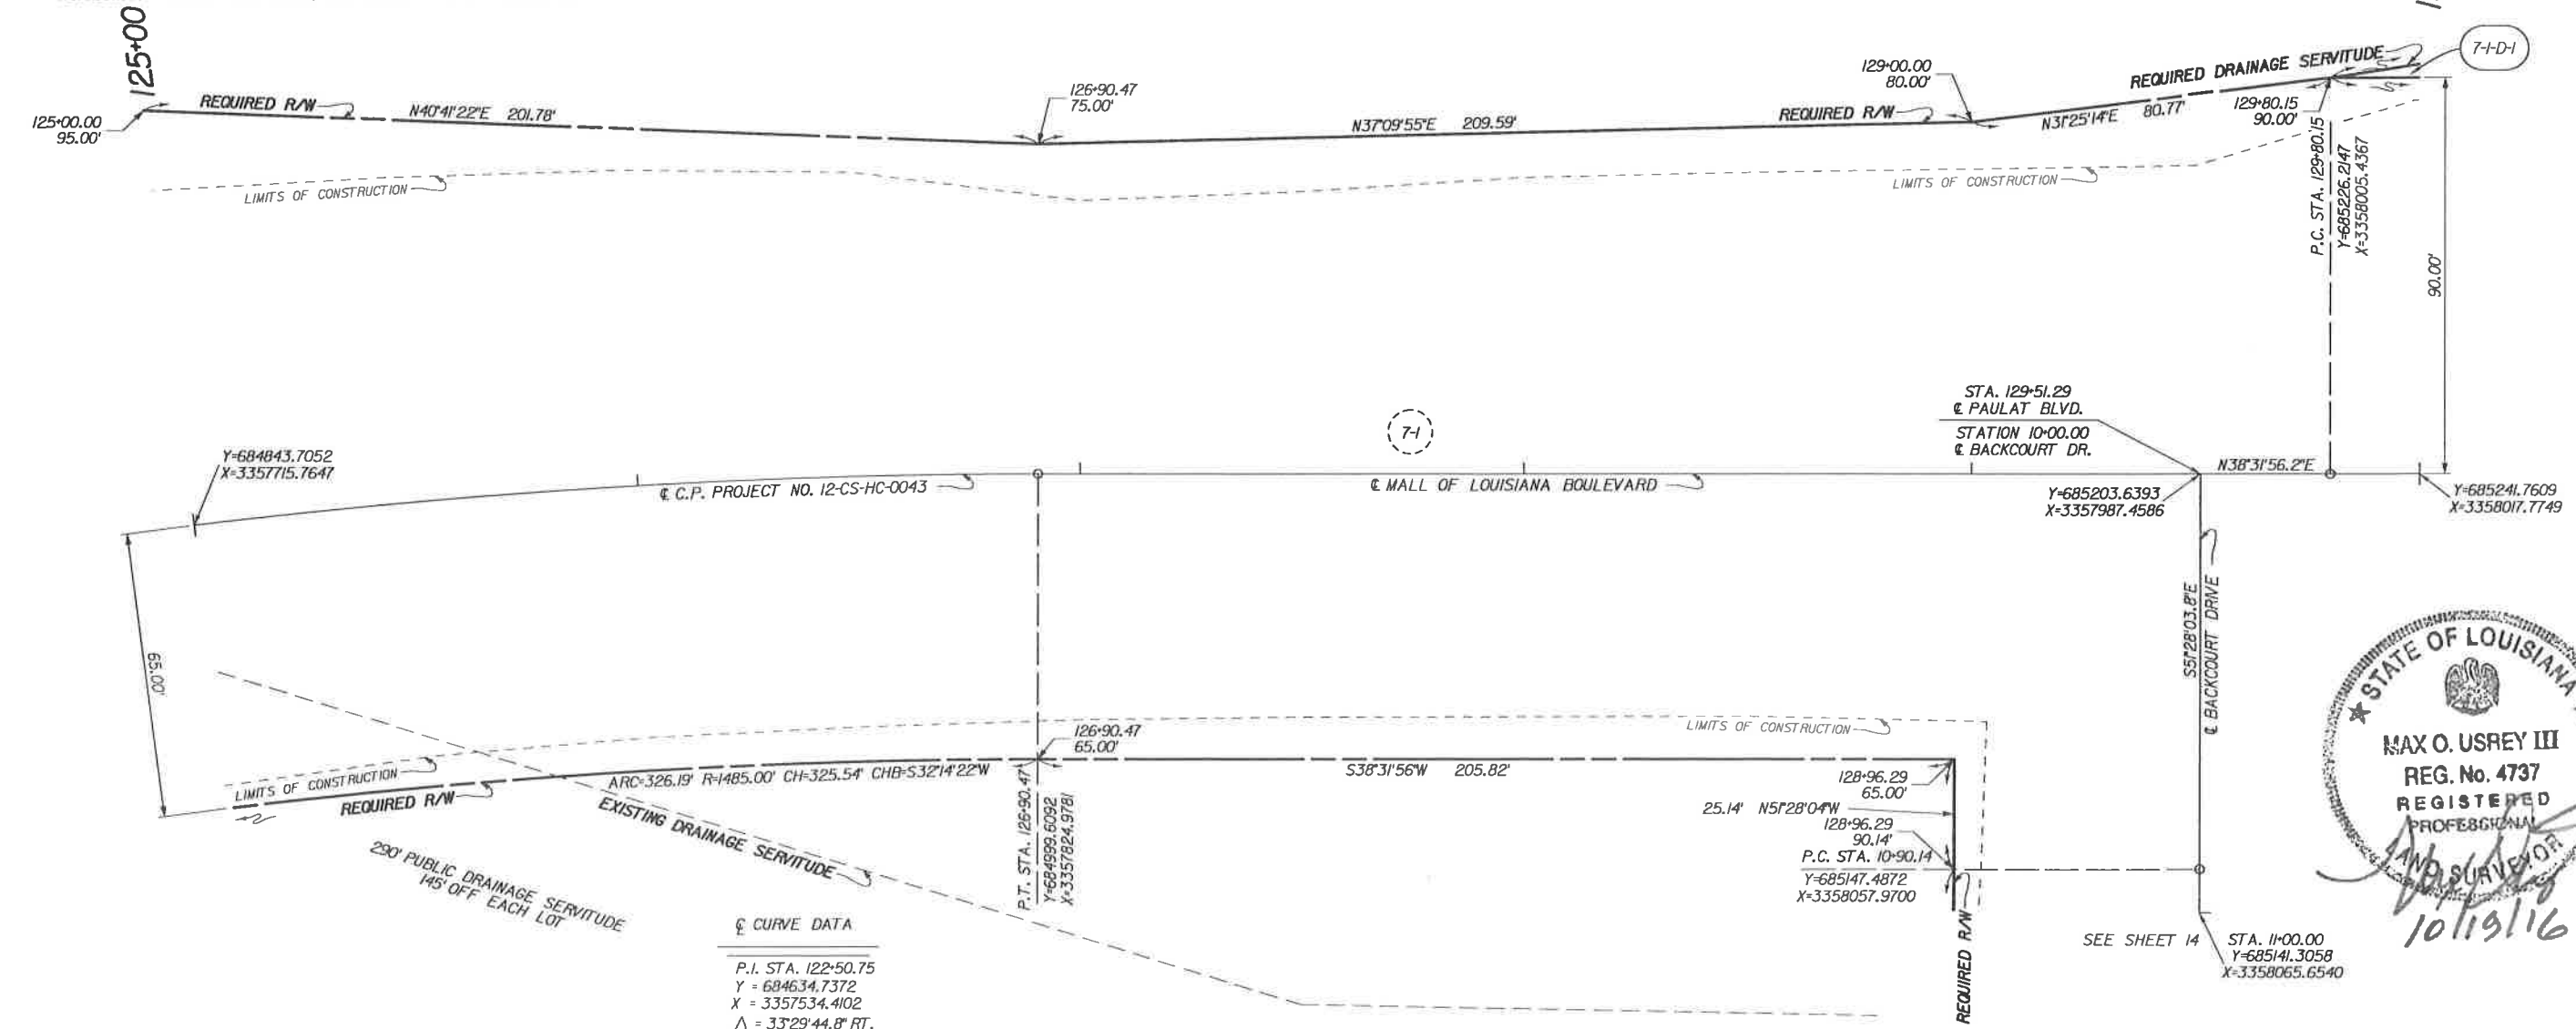 125+00
125+00.00
95.00'
REQUIRED R/W
N40°41'22"E 201.78'
126+90.47
75.00'
N37°09'55"E 209.59'
REQUIRED R/W
129+00.00
80.00'
N31°25'14"E 80.77'
REQUIRED DRAINAGE SERVITUDE
129+80.15
90.00'
7-1-D-1
LIMITS OF CONSTRUCTION
LIMITS OF CONSTRUCTION
P.C. STA. 129+80.15
Y=685226.2147
X=3358005.4367
90.00'
Y=684843.7052
X=3357715.7647
℄ C.P. PROJECT NO. 12-CS-HC-0043
7-1
℄ MALL OF LOUISIANA BOULEVARD
STA. 129+51.29
℄ PAULAT BLVD.
STATION 10+00.00
℄ BACKCOURT DR.
N38°31'56.2"E
Y=685203.6393
X=3357987.4586
Y=685241.7609
X=3358017.7749
65.00'
S51°28'03.8"E
℄ BACKCOURT DRIVE
LIMITS OF CONSTRUCTION
REQUIRED R/W
ARC=326.19' R=1485.00' CH=325.54' CHB=S32°14'22"W
126+90.47
65.00'
P.T. STA. 126+90.47
Y=684999.6092
X=3357824.9781
S38°31'56"W 205.82'
LIMITS OF CONSTRUCTION
128+96.29
65.00'
25.14' N51°28'04"W
128+96.29
90.14'
P.C. STA. 10+90.14
Y=685147.4872
X=3358057.9700
REQUIRED R/W
EXISTING DRAINAGE SERVITUDE
290' PUBLIC DRAINAGE SERVITUDE
145' OFF EACH LOT
℄ CURVE DATA
P.I. STA. 122+50.75
Y = 684634.7372
X = 3357534.4102
Δ = 33°29'44.8" RT.
SEE SHEET 14
STA. 11+00.00
Y=685141.3058
X=3358065.6540
STATE OF LOUISIANA
MAX O. USREY III
REG. No. 4737
REGISTERED
PROFESSIONAL
LAND SURVEYOR
10/19/16